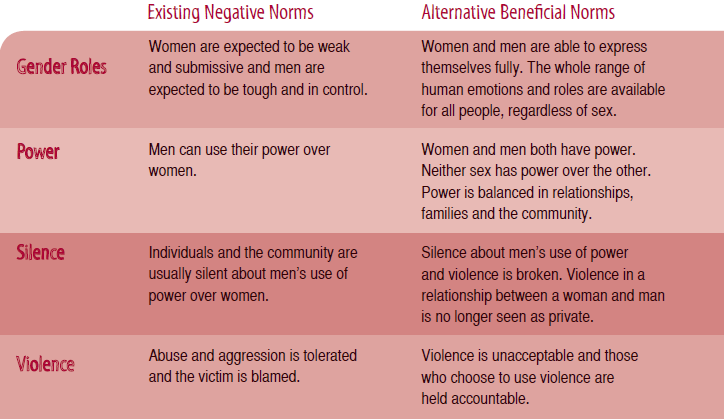 Existing Negative Norms
Alternative Beneficial Norms
Gender Roles
Women are expected to be weak
and submissive and men are
expected to be tough and in control.
Women and men are able to express
themselves fully. The whole range of
human emotions and roles are available
for all people, regardless of sex.
Power
Men can use their power over
women.
Women and men both have power.
Neither sex has power over the other.
Power is balanced in relationships,
families and the community.
Silence
Individuals and the community are
usually silent about men’s use of
power over women.
Silence about men’s use of power
and violence is broken. Violence in a
relationship between a woman and man
is no longer seen as private.
Violence
Abuse and aggression is tolerated
and the victim is blamed.
Violence is unacceptable and those
who choose to use violence are
held accountable.